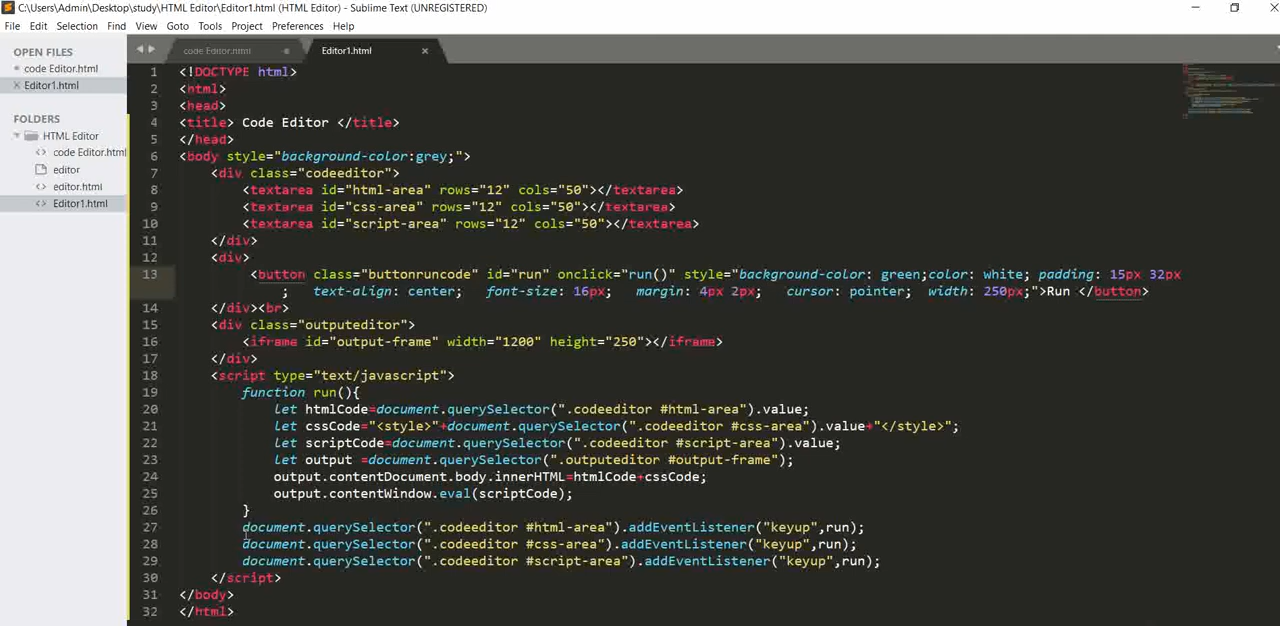 C:\Users\Admin\Desktop\study\HTML Editor\Editor1.html (HTML Editor) - Sublime Text (UNREGISTERED)
File Edit Selection Find View Goto Tools Project Preferences Help
OPEN FILES
code Editor.html
Editor1.html
FOLDERS
HTML Editor
code Editor.html
editor
editor.html
Editor1.html
code Editor.html
Editor1.html
1 <!DOCTYPE html>
2 <html>
3 <head>
4 <title> Code Editor </title>
5 </head>
6 <body style="background-color:grey;">
7 <div class="codeeditor">
8 <textarea id="html-area" rows="12" cols="50"></textarea>
9 <textarea id="css-area" rows="12" cols="50"></textarea>
10 <textarea id="script-area" rows="12" cols="50"></textarea>
11 </div>
12 <div>
13 <button class="buttonruncode" id="run" onclick="run()" style="background-color: green;color: white; padding: 15px 32px
; text-align: center; font-size: 16px; margin: 4px 2px; cursor: pointer; width: 250px;">Run </button>
14 </div><br>
15 <div class="outputeditor">
16 <iframe id="output-frame" width="1200" height="250"></iframe>
17 </div>
18 <script type="text/javascript">
19 function run(){
20 let htmlCode=document.querySelector(".codeeditor #html-area").value;
21 let cssCode="<style>"+document.querySelector(".codeeditor #css-area").value+"</style>";
22 let scriptCode=document.querySelector(".codeeditor #script-area").value;
23 let output =document.querySelector(".outputeditor #output-frame");
24 output.contentDocument.body.innerHTML=htmlCode+cssCode;
25 output.contentWindow.eval(scriptCode);
26 }
27 document.querySelector(".codeeditor #html-area").addEventListener("keyup",run);
28 document.querySelector(".codeeditor #css-area").addEventListener("keyup",run);
29 document.querySelector(".codeeditor #script-area").addEventListener("keyup",run);
30 </script>
31 </body>
32 </html>